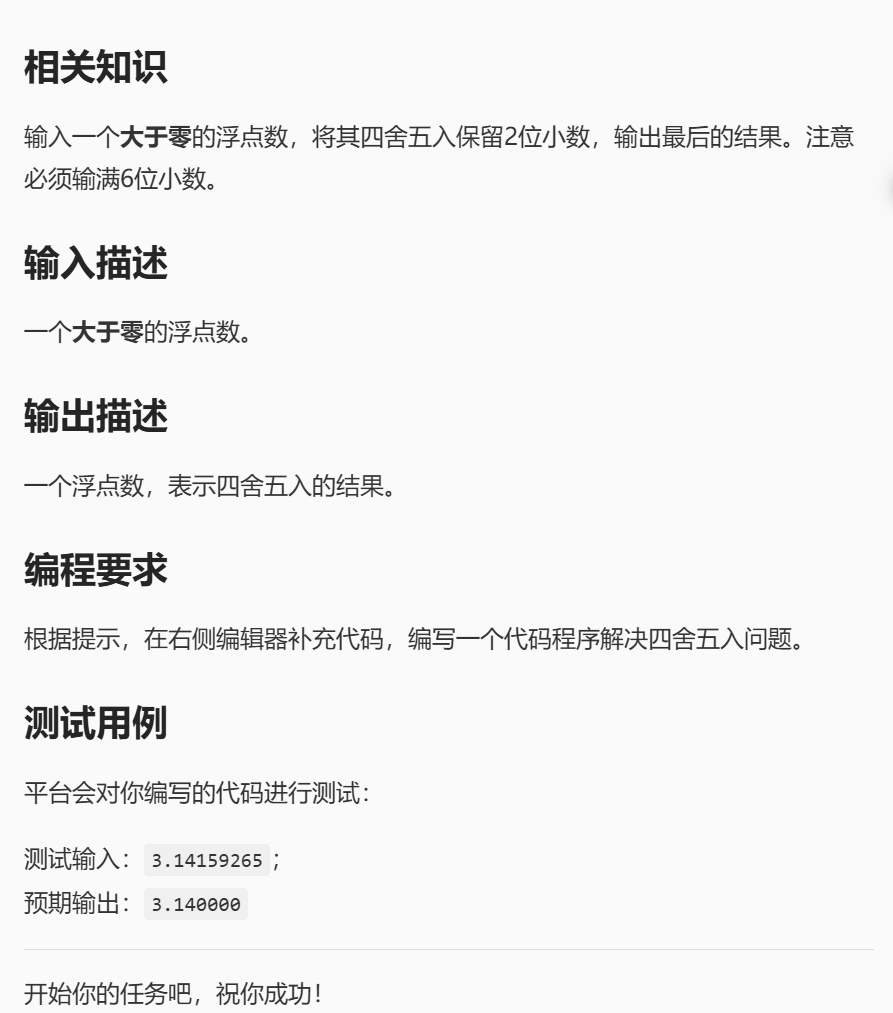 相关知识
输入一个大于零的浮点数，将其四舍五入保留2位小数，输出最后的结果。注意
必须输满6位小数。
输入描述
一个大于零的浮点数。
输出描述
一个浮点数，表示四舍五入的结果。
编程要求
根据提示，在右侧编辑器补充代码，编写一个代码程序解决四舍五入问题。
测试用例
平台会对你编写的代码进行测试：
测试输入：3.14159265；
预期输出：3.140000
开始你的任务吧，祝你成功！